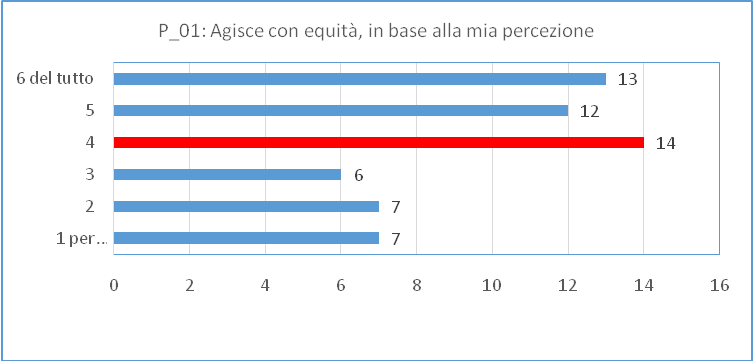 P_01: Agisce con equità, in base alla mia percezione
6 del tutto 13
5 12
4 14
3 6
2 7
1 per... 7
0 2 4 6 8 10 12 14 16